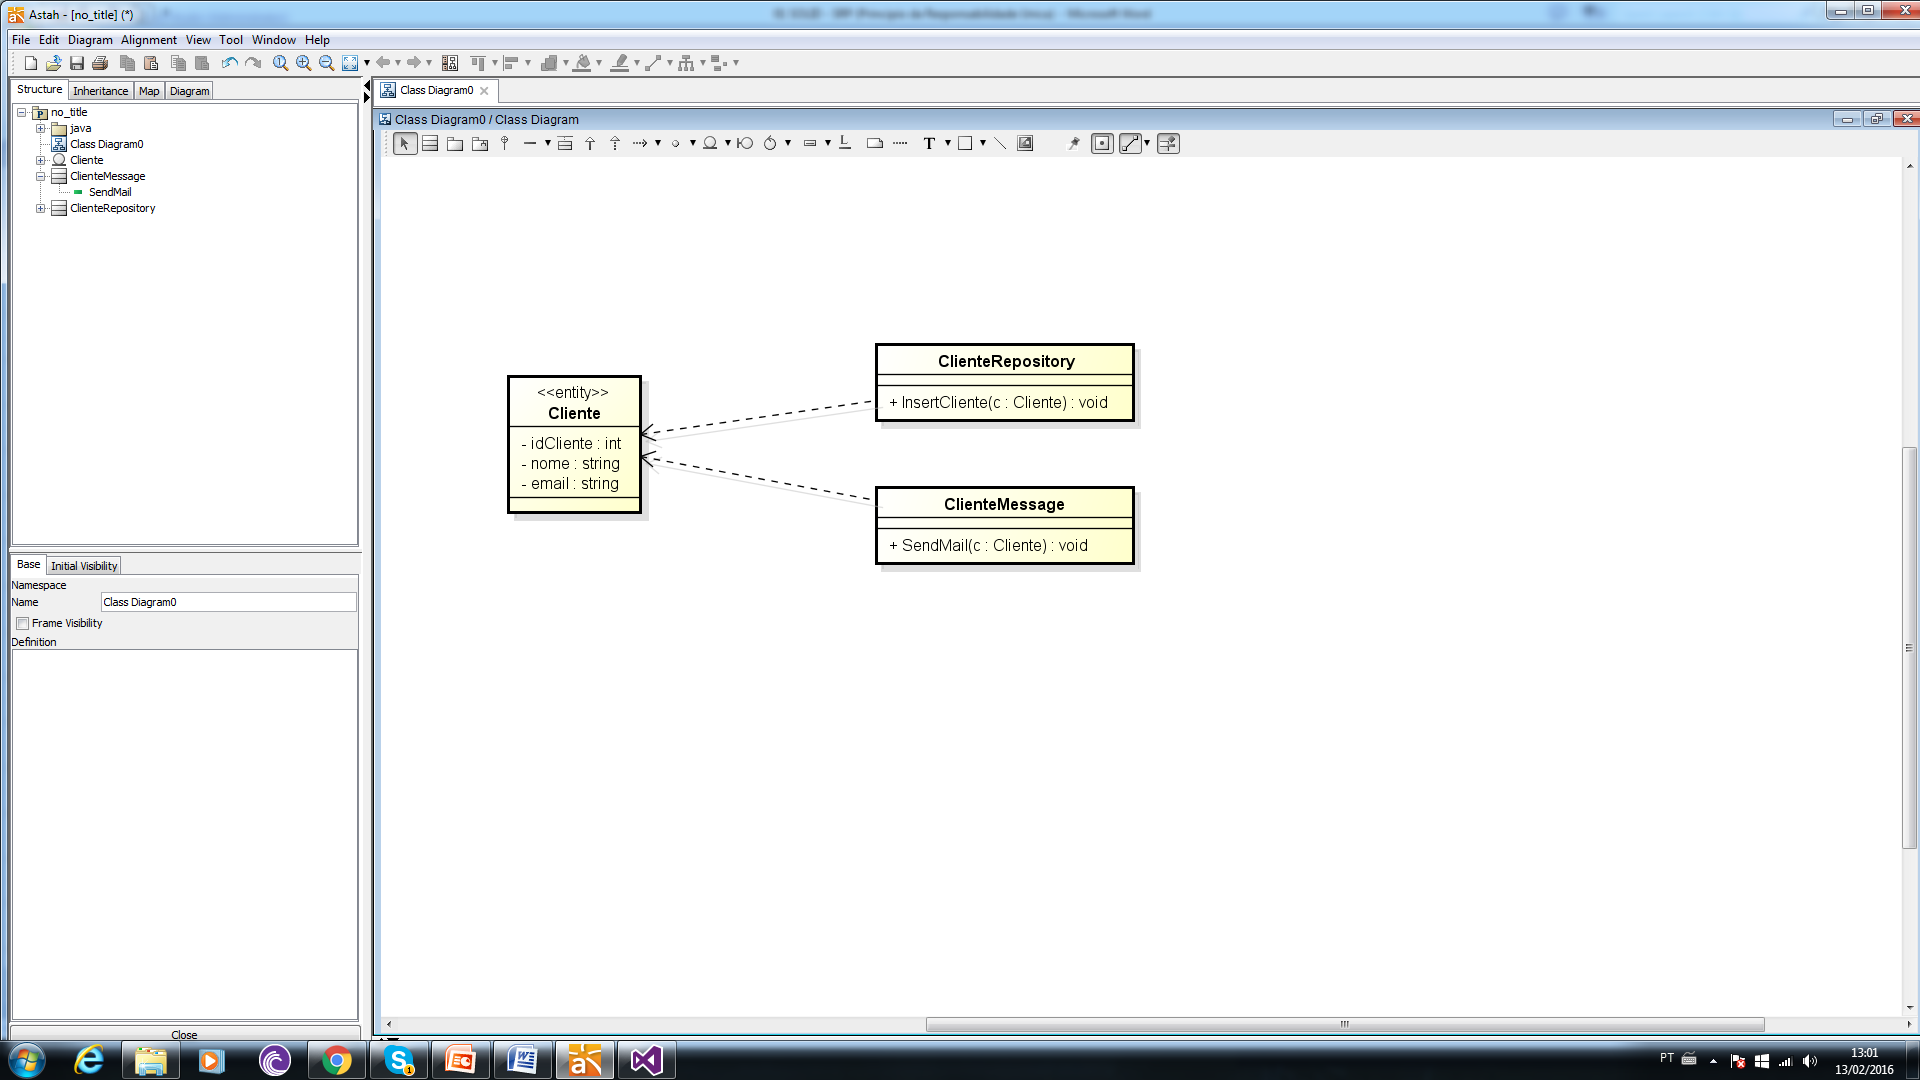 Astah - [no_title] (*)
File Edit Diagram Alignment View Tool Window Help
Structure Inheritance Map Diagram
no_title
java
Class Diagram0
Cliente
ClienteMessage
SendMail
ClienteRepository
Base Initial Visibility
Namespace
Name Class Diagram0
Frame Visibility
Definition
Close
Class Diagram0
Class Diagram0 / Class Diagram
T
<<entity>>
Cliente
- idCliente : int
- nome : string
- email : string
ClienteRepository
+ InsertCliente(c : Cliente) : void
ClienteMessage
+ SendMail(c : Cliente) : void
PT
13:01
13/02/2016